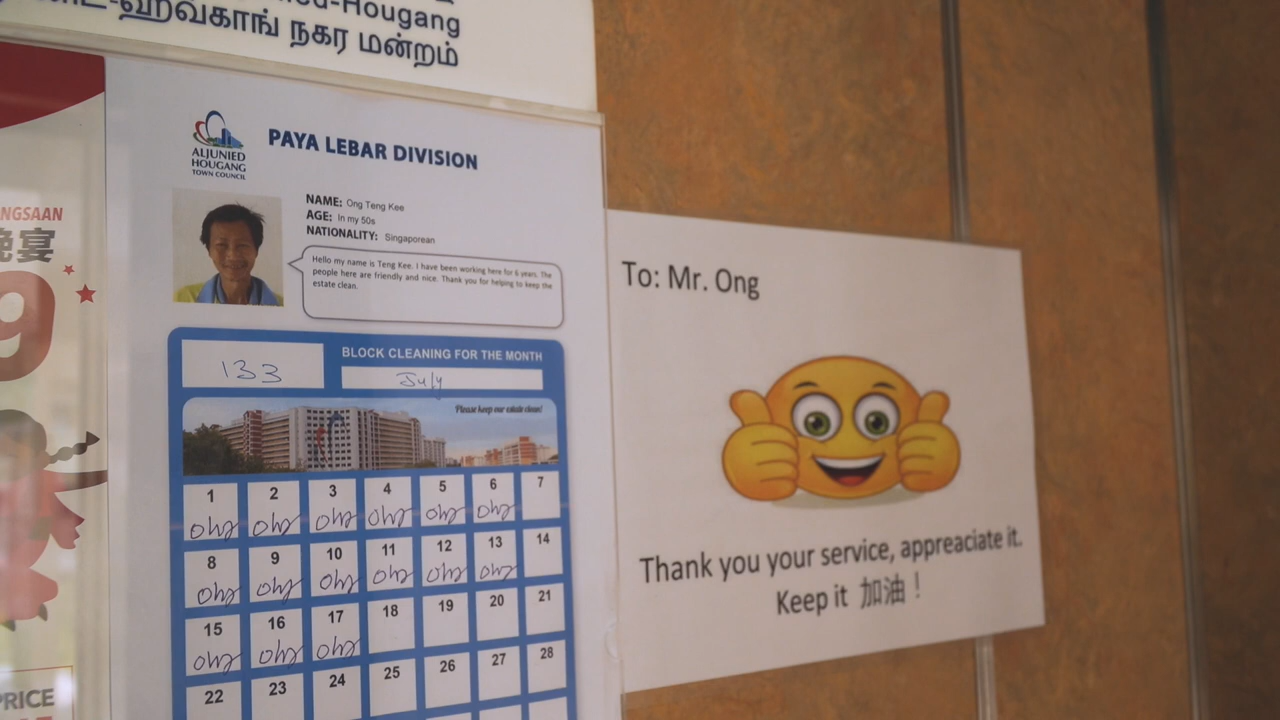 -Hougang
-ஹவ்காங் நகர மன்றம்
NGSAAN
晚宴
9
PRICE
ALJUNIED
HOUGANG
TOWN COUNCIL
PAYA LEBAR DIVISION
NAME: Ong Teng Kee
AGE: In my 50s
NATIONALITY: Singaporean
Hello my name is Teng Kee. I have been working here for 6 years. The
people here are friendly and nice. Thank you for helping to keep the
estate clean.
133
BLOCK CLEANING FOR THE MONTH
July
Please keep our estate clean!
1 2 3 4 5 6 7
Ong Ong Ong Ong Ong Ong
8 9 10 11 12 13 14
Ong Ong Ong Ong Ong Ong
15 16 17 18 19 20 21
Ong Ong Ong
22 23 24 25 26 27 28
To: Mr. Ong
Thank you your service, appreaciate it.
Keep it 加油！